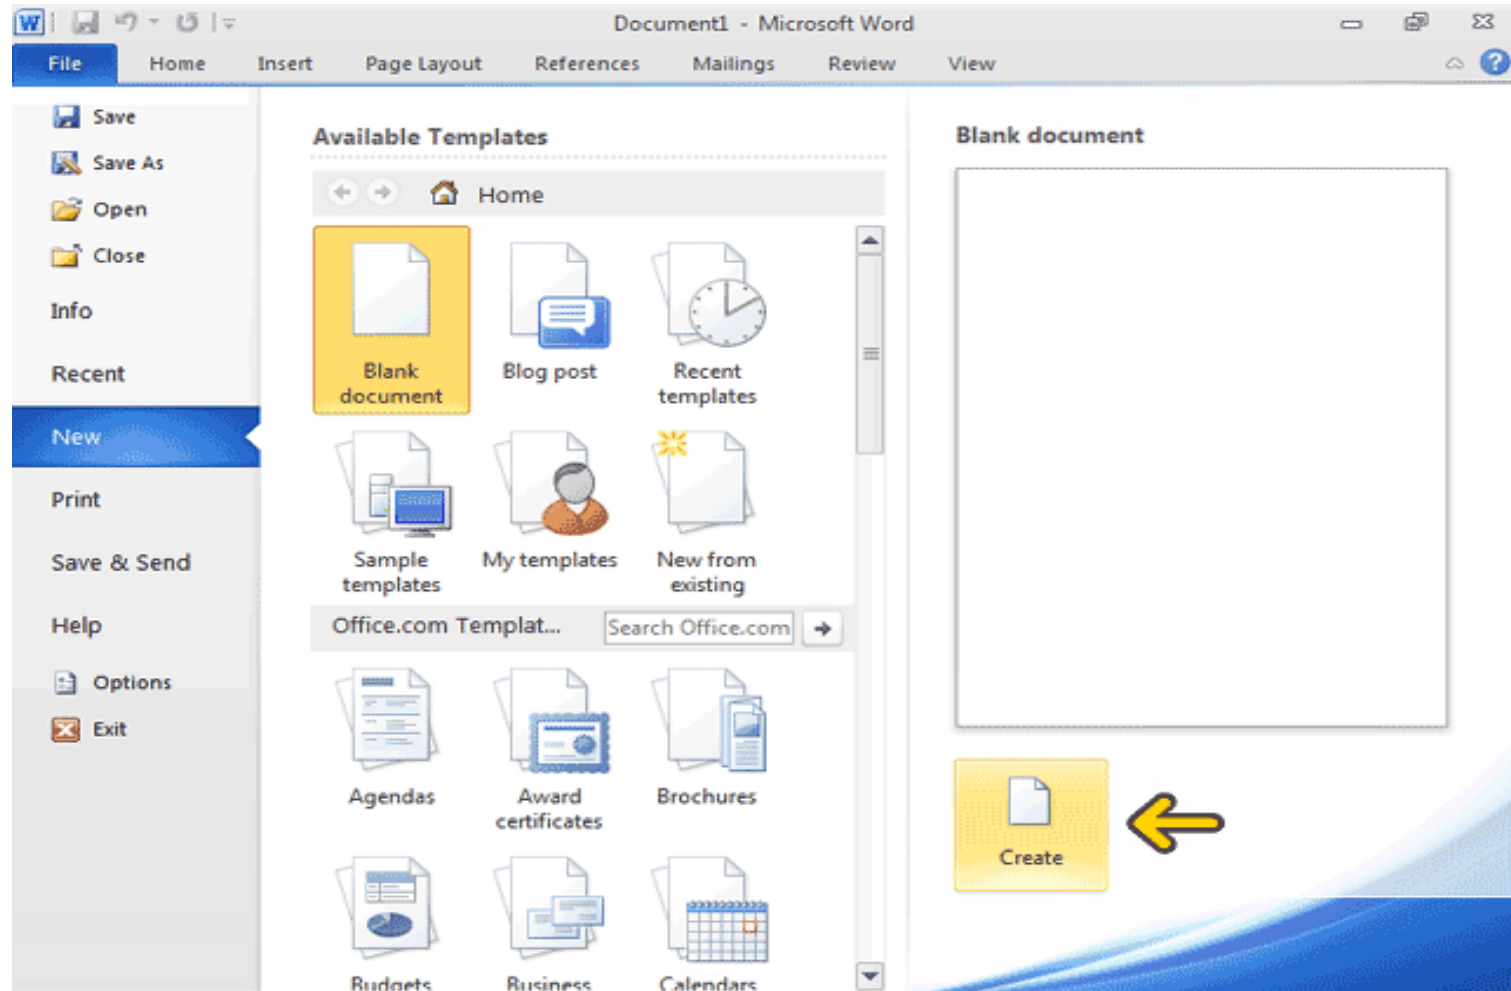 Document1 - Microsoft Word
File Home Insert Page Layout References Mailings Review View
Save
Save As
Open
Close
Info
Recent
New
Print
Save & Send
Help
Options
Exit
Available Templates
Home
Blank
document
Blog post
Recent
templates
Sample
templates
My templates
New from
existing
Office.com Templat...
Search Office.com
Agendas
Award
certificates
Brochures
Budgets
Business
Calendars
Blank document
Create